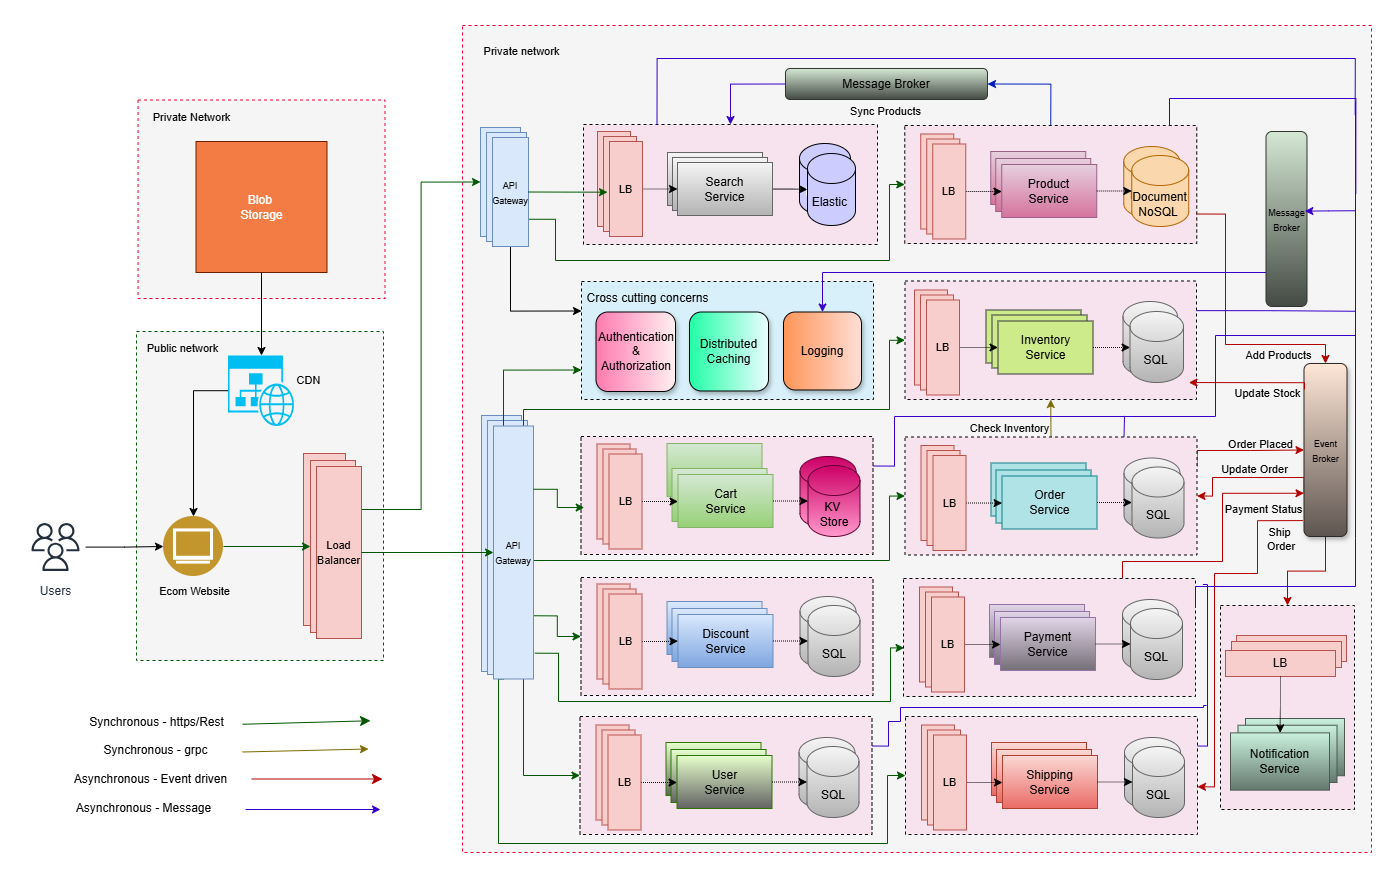 Private network
Message Broker
Sync Products
Private Network
Blob
Storage
API
Gateway
LB
Search
Service
Elastic
LB
Product
Service
Document
NoSQL
Message
Broker
Cross cutting concerns
Authentication
&
Authorization
Distributed
Caching
Logging
LB
Inventory
Service
SQL
Add Products
Update Stock
Public network
CDN
Check Inventory
Event
Broker
Order Placed
Update Order
Payment Status
Ship
Order
API
Gateway
LB
Cart
Service
KV
Store
LB
Order
Service
SQL
Users
Ecom Website
Load
Balancer
LB
Discount
Service
SQL
LB
Payment
Service
SQL
LB
Notification
Service
LB
User
Service
SQL
LB
Shipping
Service
SQL
Synchronous - https/Rest
Synchronous - grpc
Asynchronous - Event driven
Asynchronous - Message